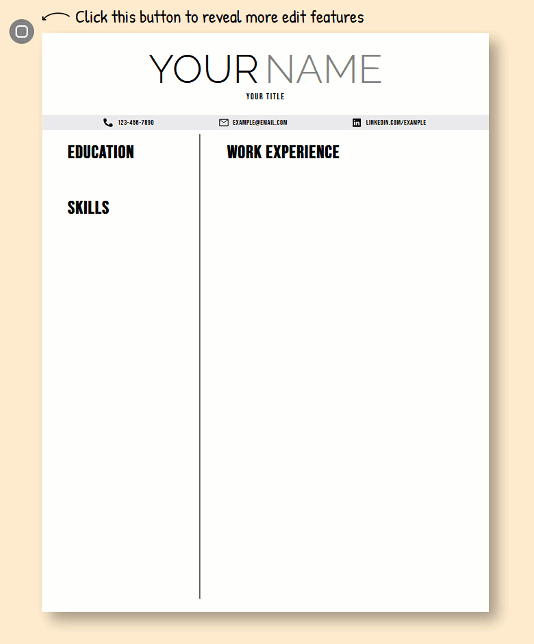 Click this button to reveal more edit features
YOUR NAME
YOUR TITLE
123-456-7890 EXAMPLE@EMAIL.COM LINKEDIN.COM/EXAMPLE
EDUCATION
SKILLS
WORK EXPERIENCE